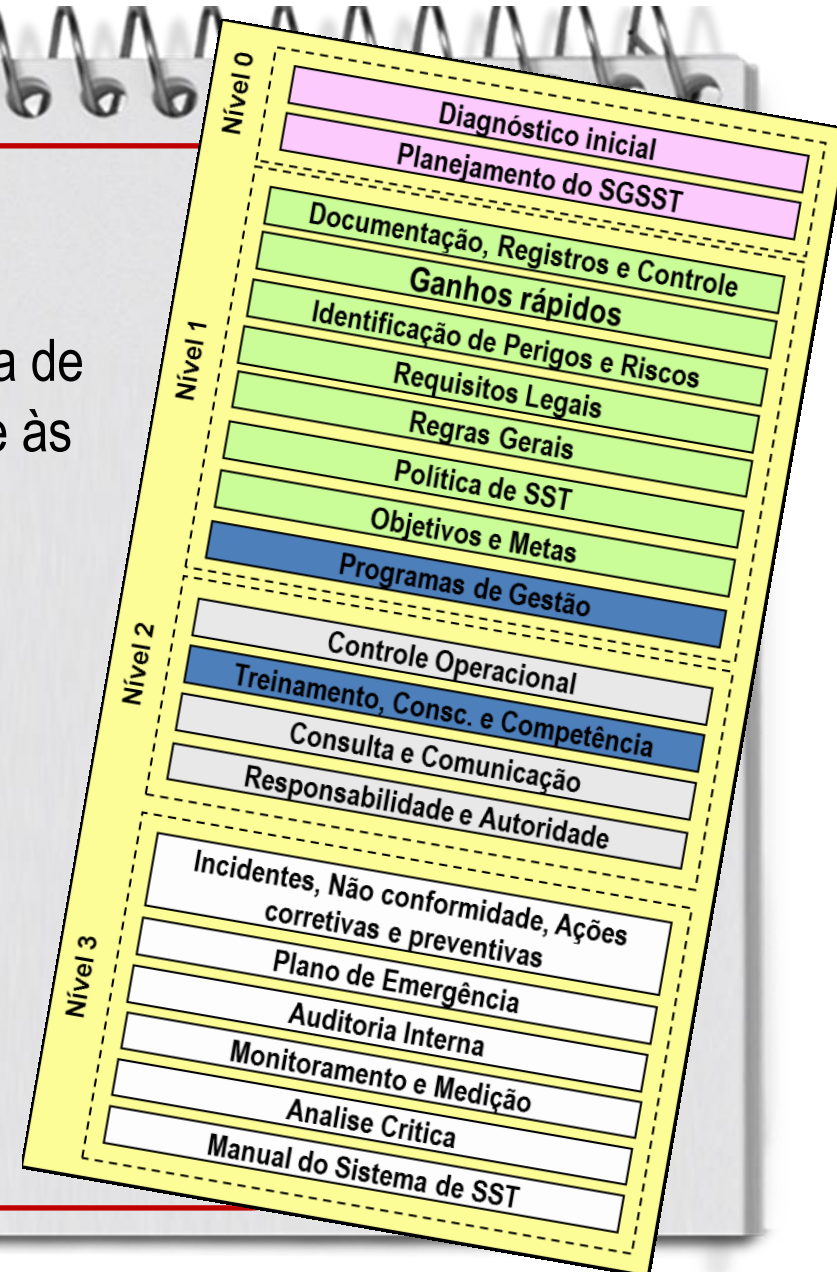 a de
e às
Nível 0
Diagnóstico inicial
Planejamento do SGSST
Nível 1
Documentação, Registros e Controle
Ganhos rápidos
Identificação de Perigos e Riscos
Requisitos Legais
Regras Gerais
Política de SST
Objetivos e Metas
Programas de Gestão
Nível 2
Controle Operacional
Treinamento, Consc. e Competência
Consulta e Comunicação
Responsabilidade e Autoridade
Nível 3
Incidentes, Não conformidade, Ações
corretivas e preventivas
Plano de Emergência
Auditoria Interna
Monitoramento e Medição
Analise Critica
Manual do Sistema de SST